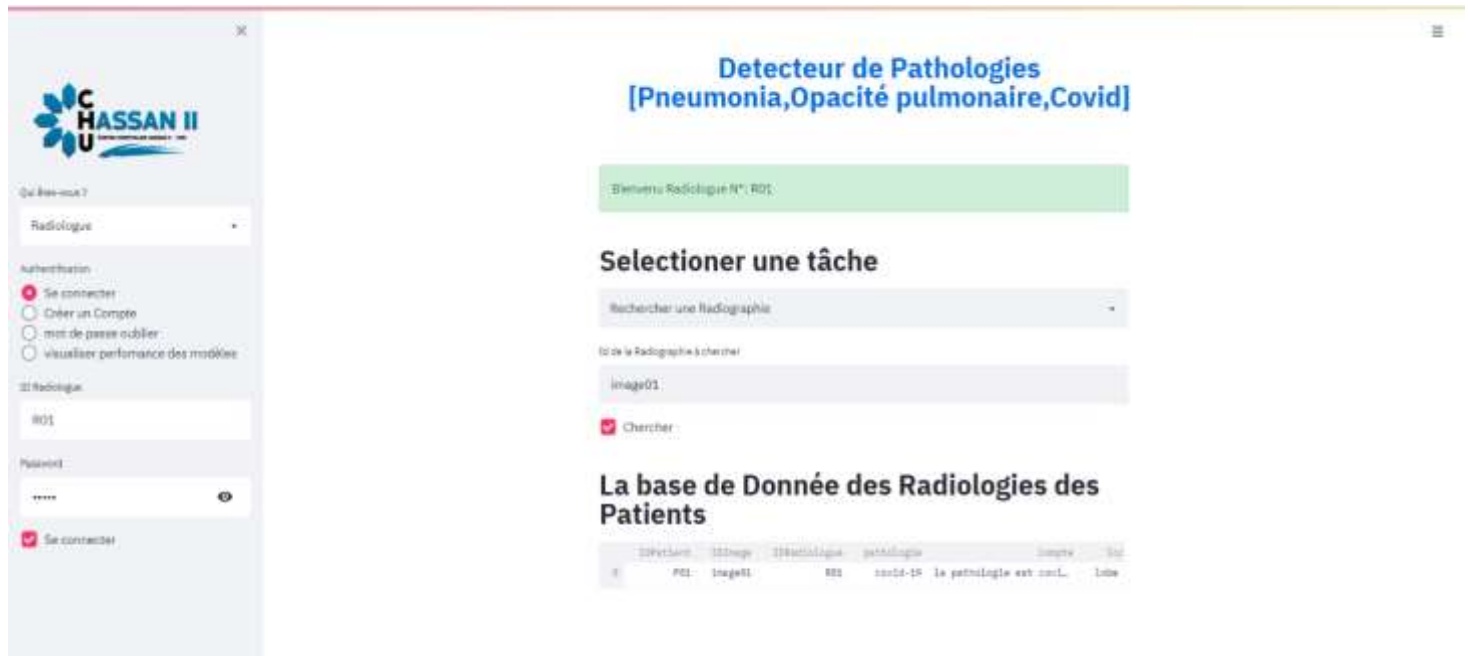 CHU
HASSAN II
Qui êtes-vous ?
Radiologue
Authentification
Se connecter
Créer un Compte
mot de passe oublier
visualiser perfomance des modèles
ID Radiologue
R01
Password
•••••
Se connecter
Detecteur de Pathologies
[Pneumonia,Opacité pulmonaire,Covid]
Bienvenu Radiologue N°: R01
Selectioner une tâche
Rechercher une Radiographie
Id de la Radiographie à chercher
image01
Chercher
La base de Donnée des Radiologies des
Patients
IDPatient IDImage IDRadiologue pathologie compte
0 P01 image01 R01 covid-19 la pathologie est covi… lobe